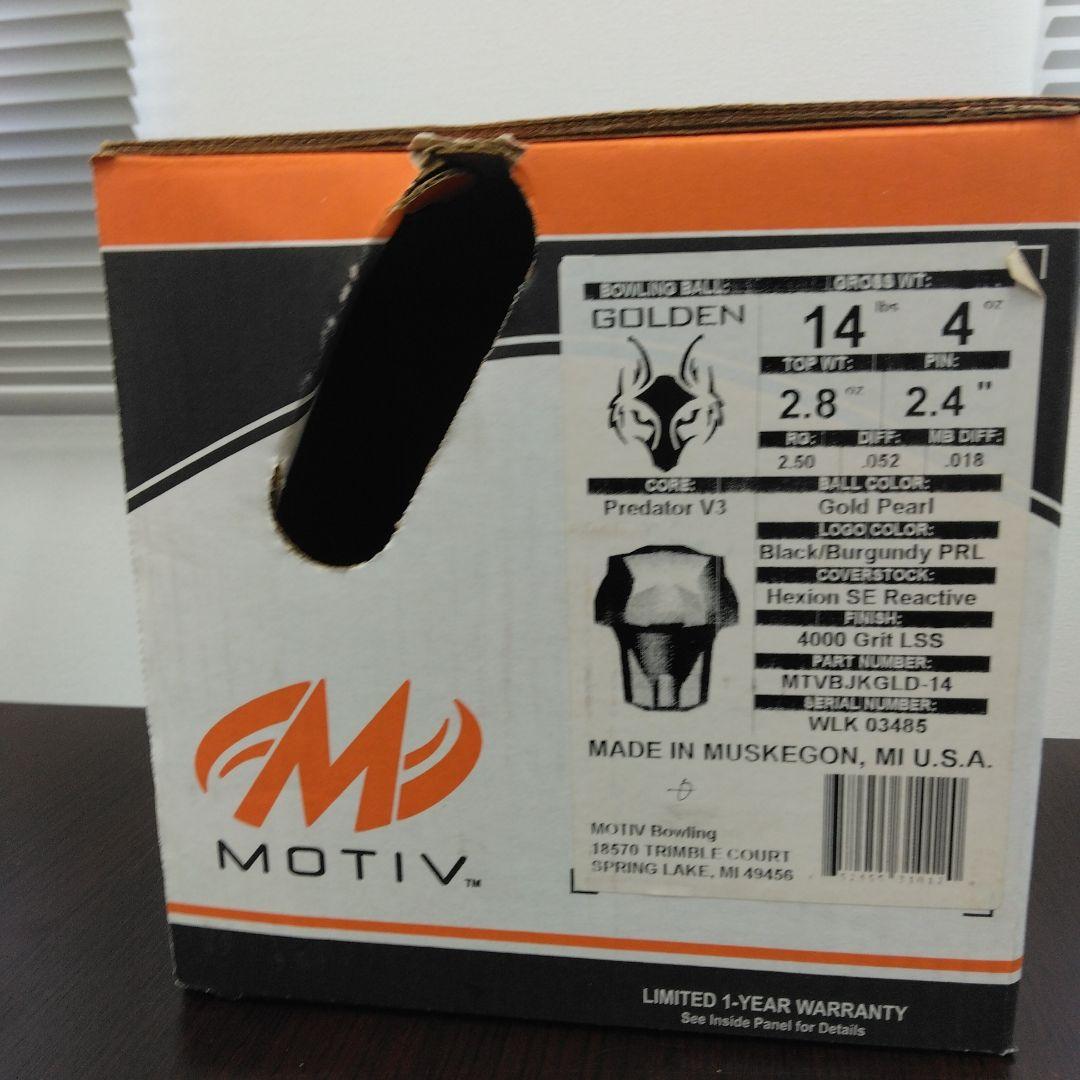 BOWLING BALL:
GOLDEN
GROSS WT:
14 lbs 4 oz
TOP WT: PIN:
2.8 oz 2.4 "
RG: DIFF: MB DIFF:
2.50 .052 .018
CORE:
Predator V3
BALL COLOR:
Gold Pearl
LOGO COLOR:
Black/Burgundy PRL
COVERSTOCK:
Hexion SE Reactive
FINISH:
4000 Grit LSS
PART NUMBER:
MTVBJKGLD-14
SERIAL NUMBER:
WLK 03485
MADE IN MUSKEGON, MI U.S.A.
MOTIV Bowling
18570 TRIMBLE COURT
SPRING LAKE, MI 49456
MOTIV™
LIMITED 1-YEAR WARRANTY
See Inside Panel for Details